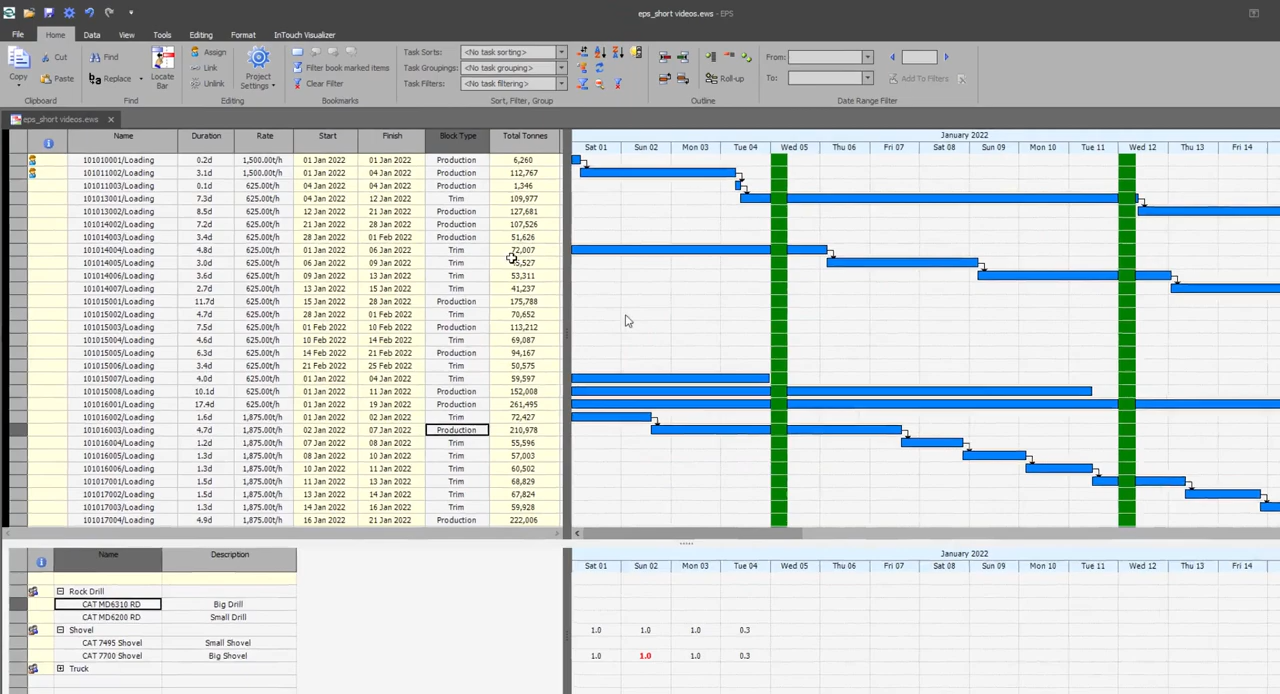 eps_short videos.ews - EPS
File Home Data View Tools Editing Format InTouch Visualizer
Copy Cut Paste Find Replace Locate Bar Assign Link Unlink Project Settings Filter book marked items Clear Filter
Task Sorts: <No task sorting>
Task Groupings: <No task grouping>
Task Filters: <No task filtering>
Roll-up From: To: Add To Filters
Clipboard Find Editing Bookmarks Sort, Filter, Group Outline Date Range Filter
eps_short videos.ews
Name Duration Rate Start Finish Block Type Total Tonnes January 2022
Sat 01 Sun 02 Mon 03 Tue 04 Wed 05 Thu 06 Fri 07 Sat 08 Sun 09 Mon 10 Tue 11 Wed 12 Thu 13 Fri 14
101010001/Loading 0.2d 1,500.00t/h 01 Jan 2022 01 Jan 2022 Production 6,260
101011002/Loading 3.1d 1,500.00t/h 01 Jan 2022 04 Jan 2022 Production 112,767
101011003/Loading 0.1d 625.00t/h 04 Jan 2022 04 Jan 2022 Production 1,346
101013001/Loading 7.3d 625.00t/h 04 Jan 2022 12 Jan 2022 Trim 109,977
101013002/Loading 8.5d 625.00t/h 12 Jan 2022 21 Jan 2022 Production 127,681
101014002/Loading 7.2d 625.00t/h 21 Jan 2022 28 Jan 2022 Production 107,526
101014003/Loading 3.4d 625.00t/h 28 Jan 2022 01 Feb 2022 Production 51,626
101014004/Loading 4.8d 625.00t/h 01 Jan 2022 06 Jan 2022 Trim 72,007
101014005/Loading 3.0d 625.00t/h 06 Jan 2022 09 Jan 2022 Trim
101014006/Loading 3.6d 625.00t/h 09 Jan 2022 13 Jan 2022 Trim 53,311
101014007/Loading 2.7d 625.00t/h 13 Jan 2022 15 Jan 2022 Trim 41,237
101015001/Loading 11.7d 625.00t/h 15 Jan 2022 28 Jan 2022 Production 175,788
101015002/Loading 4.7d 625.00t/h 28 Jan 2022 01 Feb 2022 Trim 70,652
101015003/Loading 7.5d 625.00t/h 01 Feb 2022 10 Feb 2022 Production 113,212
101015004/Loading 4.6d 625.00t/h 10 Feb 2022 14 Feb 2022 Trim 69,087
101015005/Loading 6.3d 625.00t/h 14 Feb 2022 21 Feb 2022 Production 94,167
101015006/Loading 3.4d 625.00t/h 21 Feb 2022 25 Feb 2022 Trim 50,575
101015007/Loading 4.0d 625.00t/h 01 Jan 2022 04 Jan 2022 Trim 59,597
101015008/Loading 10.1d 625.00t/h 01 Jan 2022 11 Jan 2022 Production 152,008
101016001/Loading 17.4d 625.00t/h 01 Jan 2022 19 Jan 2022 Production 261,495
101016002/Loading 1.6d 1,875.00t/h 01 Jan 2022 02 Jan 2022 Trim 72,427
101016003/Loading 4.7d 1,875.00t/h 02 Jan 2022 07 Jan 2022 Production 210,978
101016004/Loading 1.2d 1,875.00t/h 07 Jan 2022 08 Jan 2022 Trim 55,596
101016005/Loading 1.3d 1,875.00t/h 08 Jan 2022 10 Jan 2022 Trim 57,003
101016006/Loading 1.3d 1,875.00t/h 10 Jan 2022 11 Jan 2022 Trim 60,502
101017001/Loading 1.5d 1,875.00t/h 11 Jan 2022 13 Jan 2022 Trim 68,829
101017002/Loading 1.5d 1,875.00t/h 13 Jan 2022 14 Jan 2022 Trim 67,824
101017003/Loading 1.3d 1,875.00t/h 14 Jan 2022 16 Jan 2022 Trim 59,928
101017004/Loading 4.9d 1,875.00t/h 16 Jan 2022 21 Jan 2022 Production 222,006
Name Description January 2022
Sat 01 Sun 02 Mon 03 Tue 04 Wed 05 Thu 06 Fri 07 Sat 08 Sun 09 Mon 10 Tue 11 Wed 12 Thu 13 Fri 14
Rock Drill
CAT MD6310 RD Big Drill
CAT MD6200 RD Small Drill
Shovel 1.0 1.0 1.0 0.3
CAT 7495 Shovel Small Shovel
CAT 7700 Shovel Big Shovel 1.0 1.0 1.0 0.3
Truck